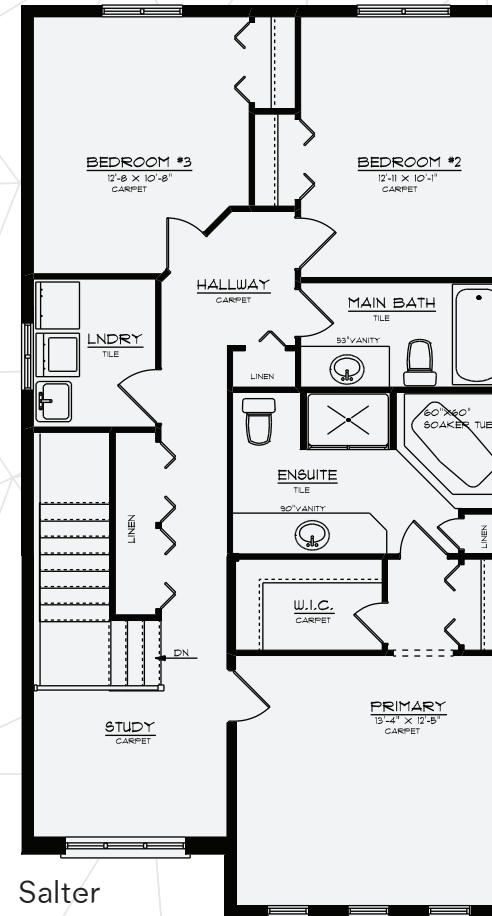 BEDROOM #3
12'-8 X 10'-8"
CARPET
BEDROOM #2
12'-11 X 10'-1"
CARPET
HALLWAY
CARPET
MAIN BATH
TILE
LNDRY
TILE
53"VANITY
LINEN
60"X60"
SOAKER TUB
ENSUITE
TILE
90"VANITY
LINEN
LINEN
W.I.C.
CARPET
DN
STUDY
CARPET
PRIMARY
13'-4" X 12'-5"
CARPET
Salter